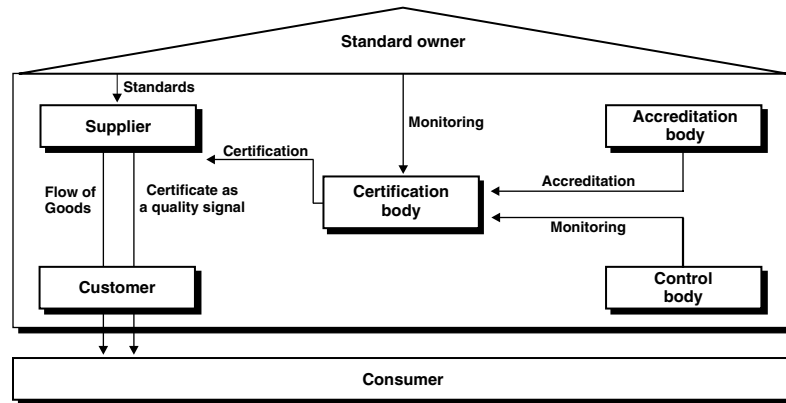 Standard owner
Standards
Supplier
Accreditation
body
Monitoring
Certification
Certification
body
Accreditation
Flow of
Goods
Certificate as
a quality signal
Monitoring
Customer
Control
body
Consumer